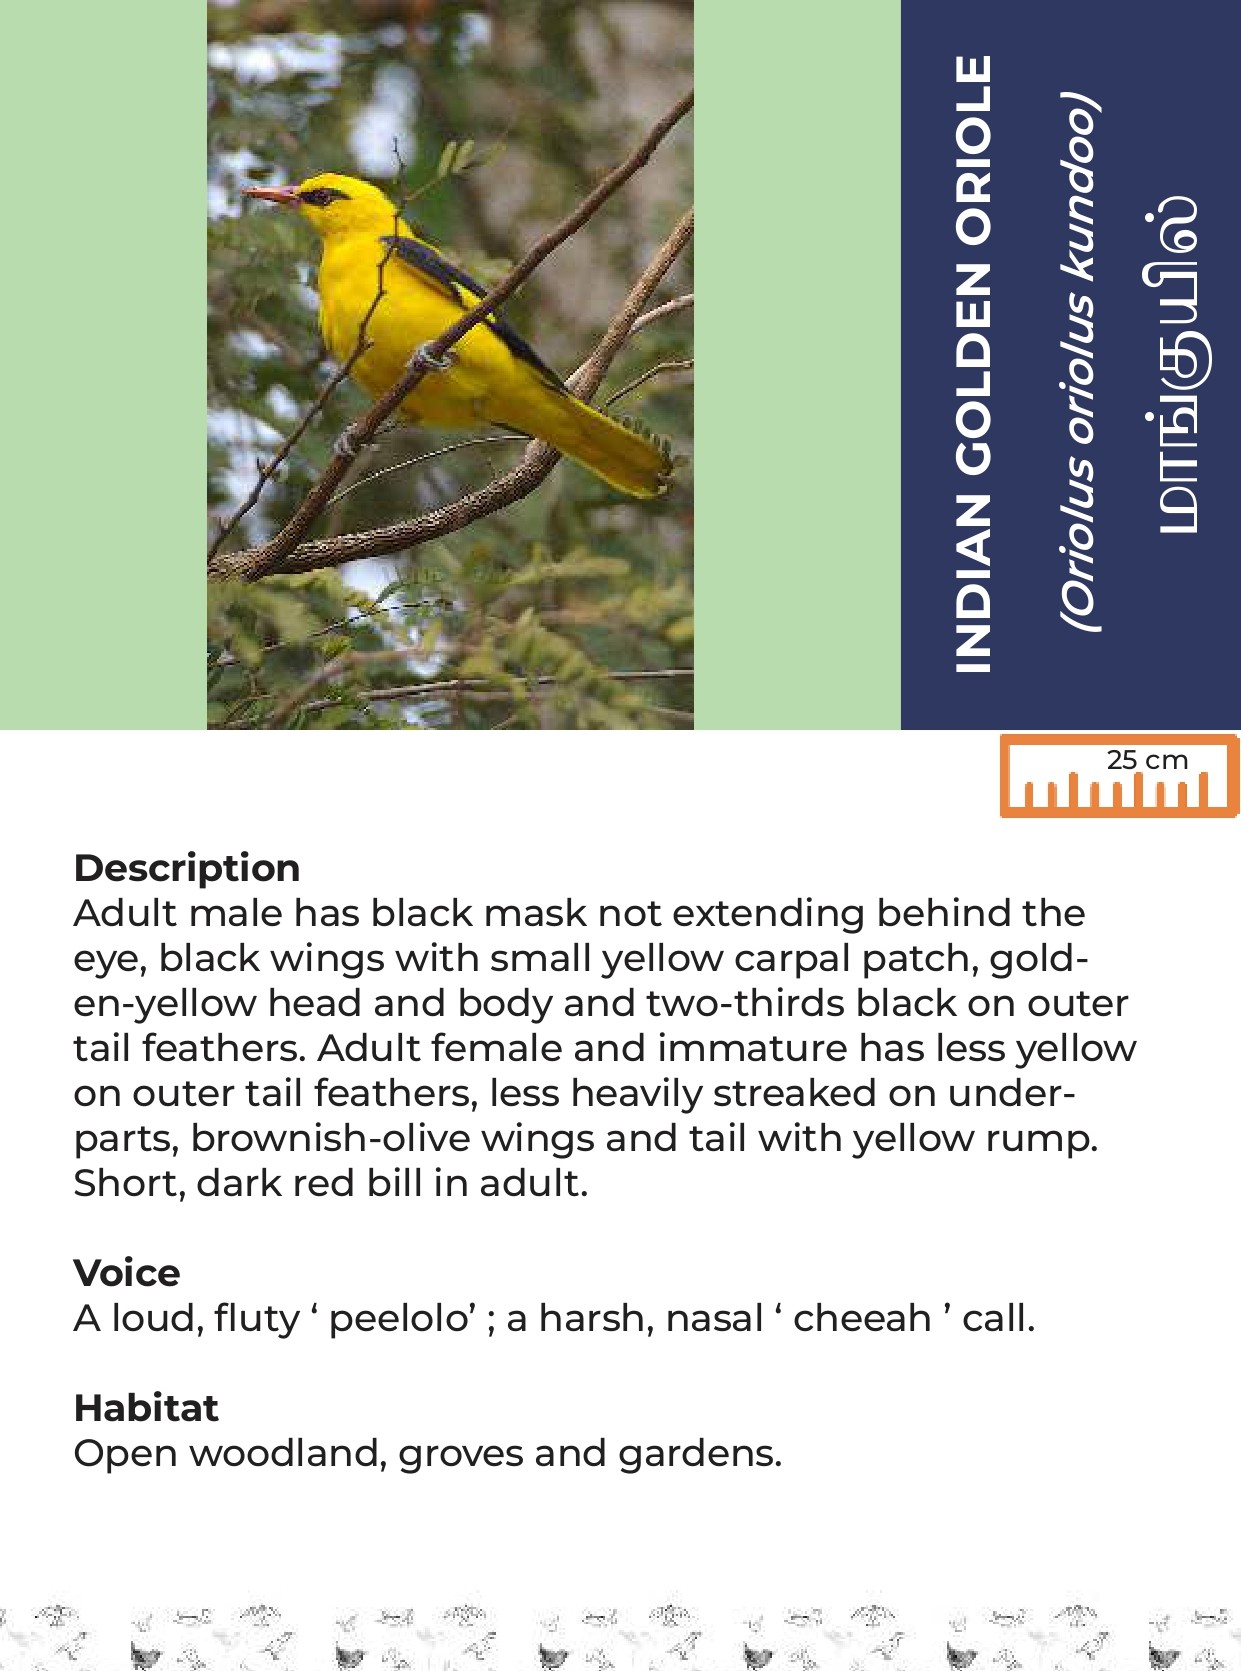 INDIAN GOLDEN ORIOLE
(Oriolus oriolus kundoo)
மாங்குயில்
25 cm
Description
Adult male has black mask not extending behind the
eye, black wings with small yellow carpal patch, gold-
en-yellow head and body and two-thirds black on outer
tail feathers. Adult female and immature has less yellow
on outer tail feathers, less heavily streaked on under-
parts, brownish-olive wings and tail with yellow rump.
Short, dark red bill in adult.
Voice
A loud, fluty ‘ peelolo’ ; a harsh, nasal ‘ cheeah ’ call.
Habitat
Open woodland, groves and gardens.